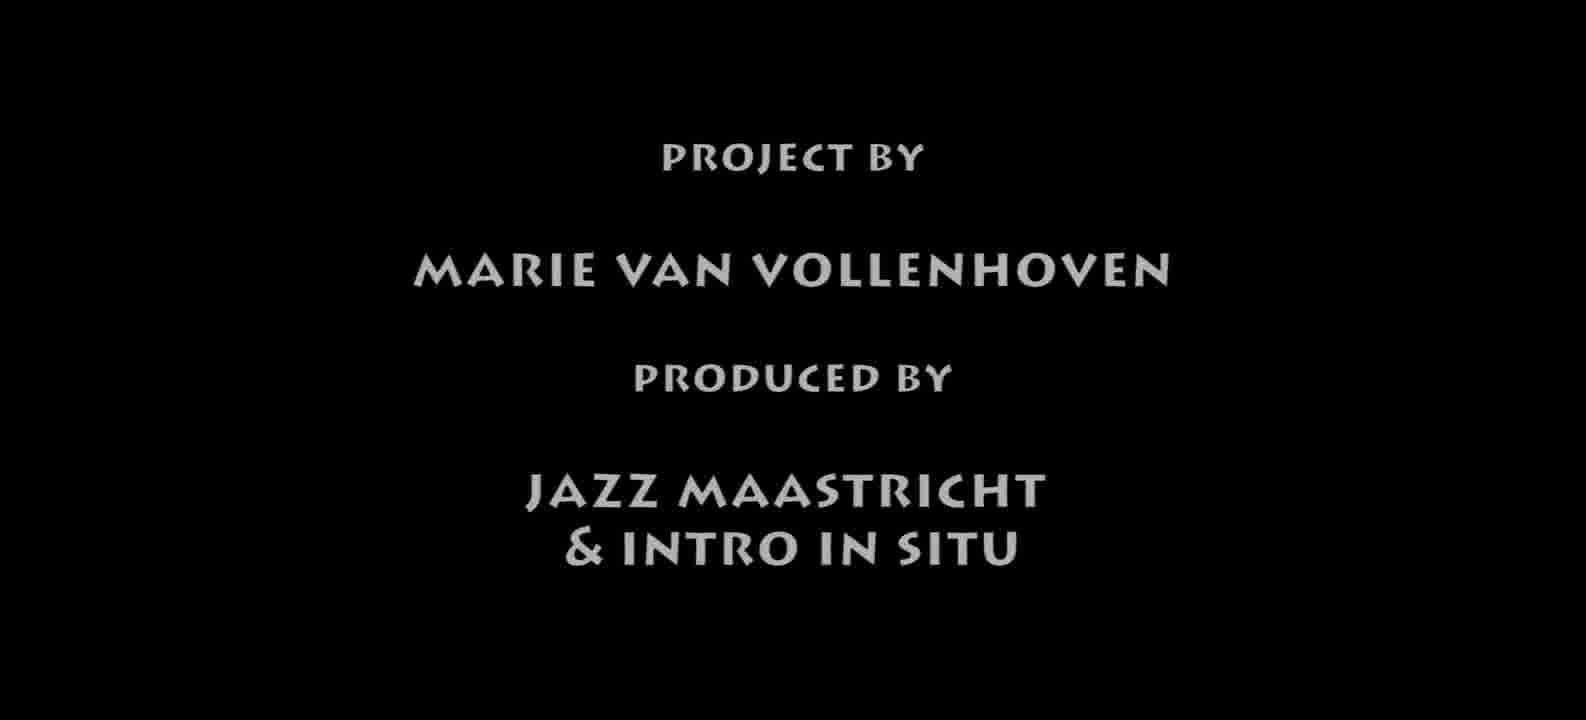 PROJECT BY
MARIE VAN VOLLENHOVEN
PRODUCED BY
JAZZ MAASTRICHT
& INTRO IN SITU